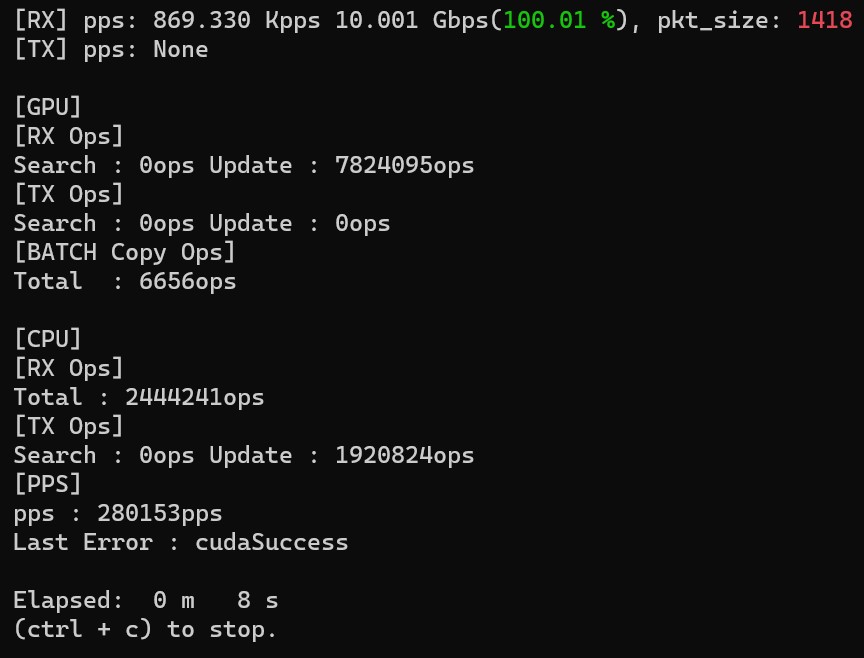 [RX] pps: 869.330 Kpps 10.001 Gbps(100.01 %), pkt_size: 1418
[TX] pps: None
[GPU]
[RX Ops]
Search : 0ops Update : 7824095ops
[TX Ops]
Search : 0ops Update : 0ops
[BATCH Copy Ops]
Total  : 6656ops
[CPU]
[RX Ops]
Total : 2444241ops
[TX Ops]
Search : 0ops Update : 1920824ops
[PPS]
pps : 280153pps
Last Error : cudaSuccess
Elapsed:  0 m   8 s
(ctrl + c) to stop.